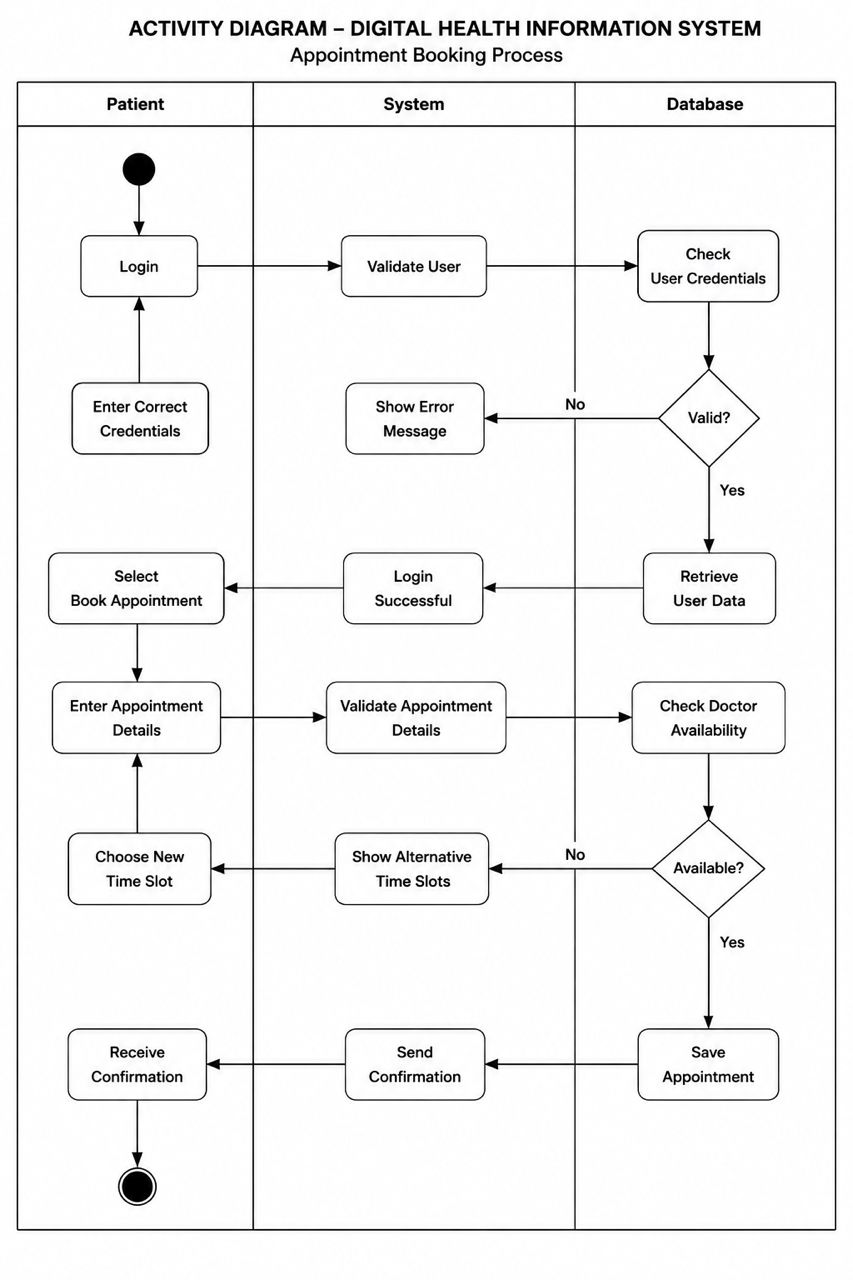 ACTIVITY DIAGRAM – DIGITAL HEALTH INFORMATION SYSTEM
Appointment Booking Process
Patient
System
Database
Login
Validate User
Check
User Credentials
Enter Correct
Credentials
Show Error
Message
No
Valid?
Yes
Select
Book Appointment
Login
Successful
Retrieve
User Data
Enter Appointment
Details
Validate Appointment
Details
Check Doctor
Availability
Choose New
Time Slot
Show Alternative
Time Slots
No
Available?
Yes
Receive
Confirmation
Send
Confirmation
Save
Appointment